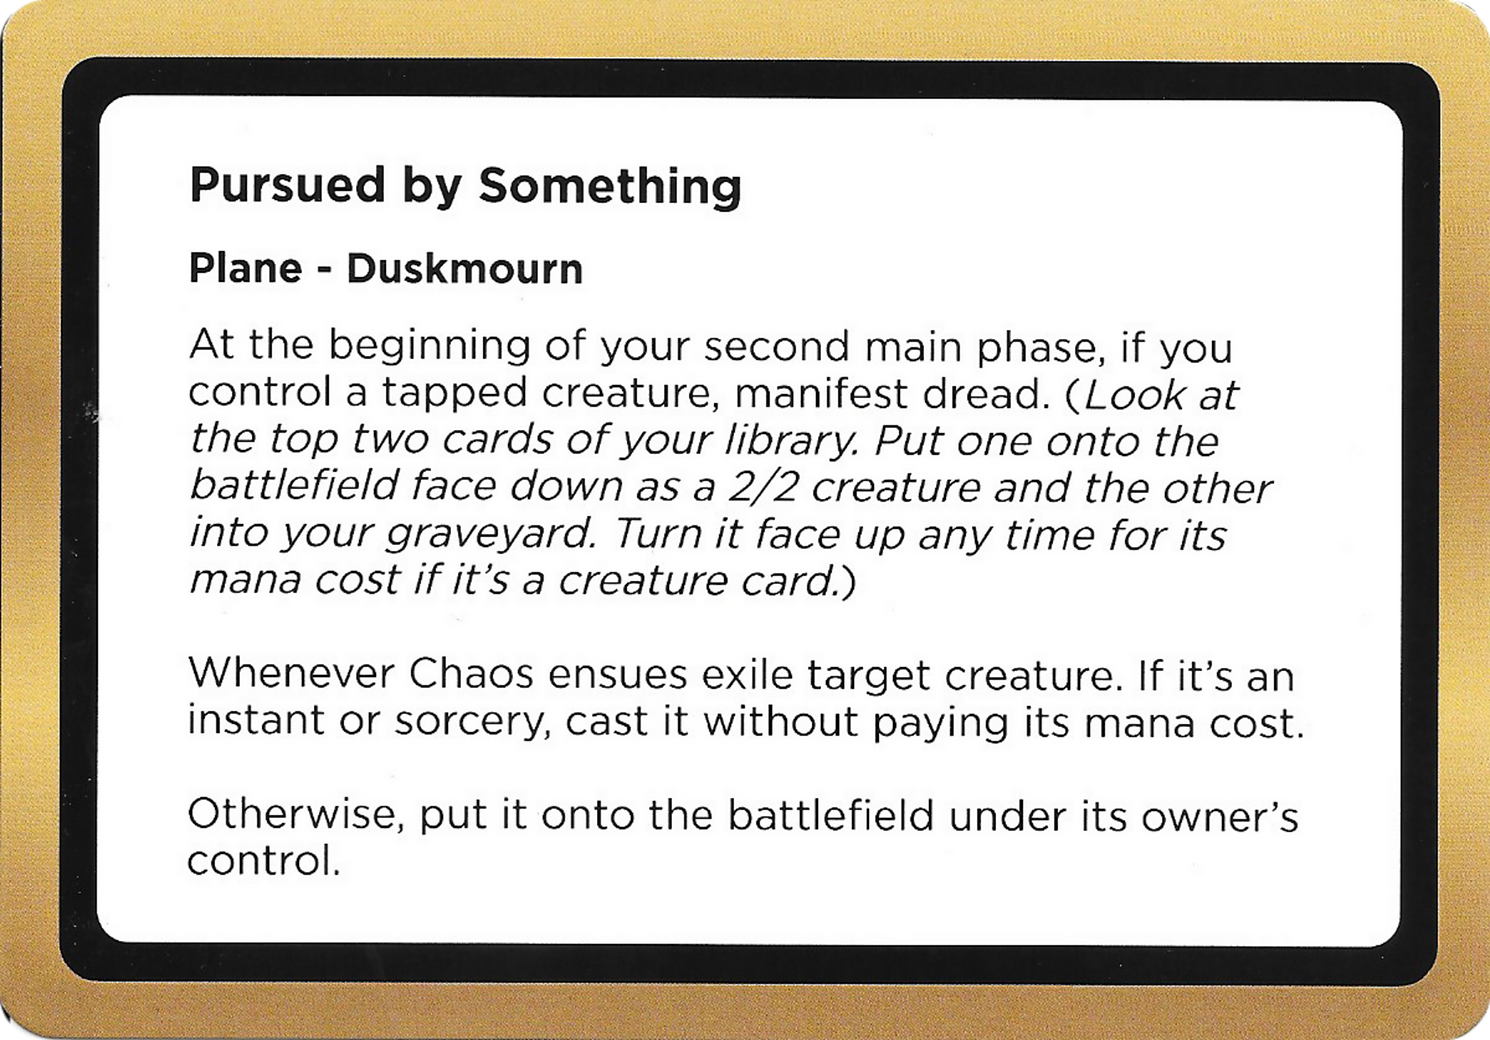 Pursued by Something
Plane - Duskmourn
At the beginning of your second main phase, if you
control a tapped creature, manifest dread. (Look at
the top two cards of your library. Put one onto the
battlefield face down as a 2/2 creature and the other
into your graveyard. Turn it face up any time for its
mana cost if it's a creature card.)
Whenever Chaos ensues exile target creature. If it's an
instant or sorcery, cast it without paying its mana cost.
Otherwise, put it onto the battlefield under its owner's
control.